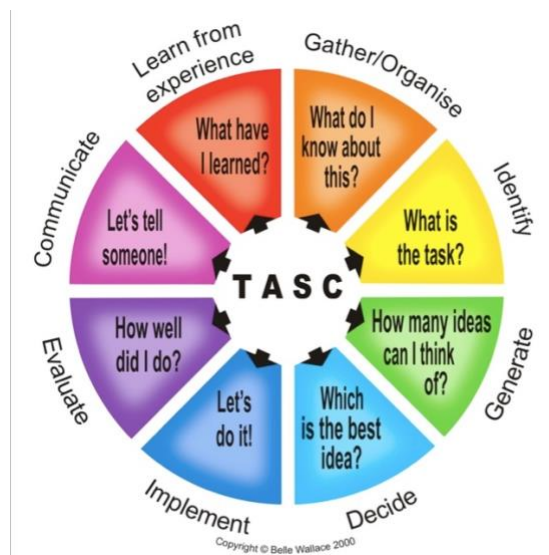 Gather/Organise
What do I
know about
this?
Identify
What is
the task?
Generate
How many ideas
can I think
of?
Decide
Which
is the best
idea?
Implement
Let's
do it!
Evaluate
How well
did I do?
Communicate
Let's tell
someone!
Learn from
experience
What have
I learned?
TASC
Copyright © Belle Wallace 2000